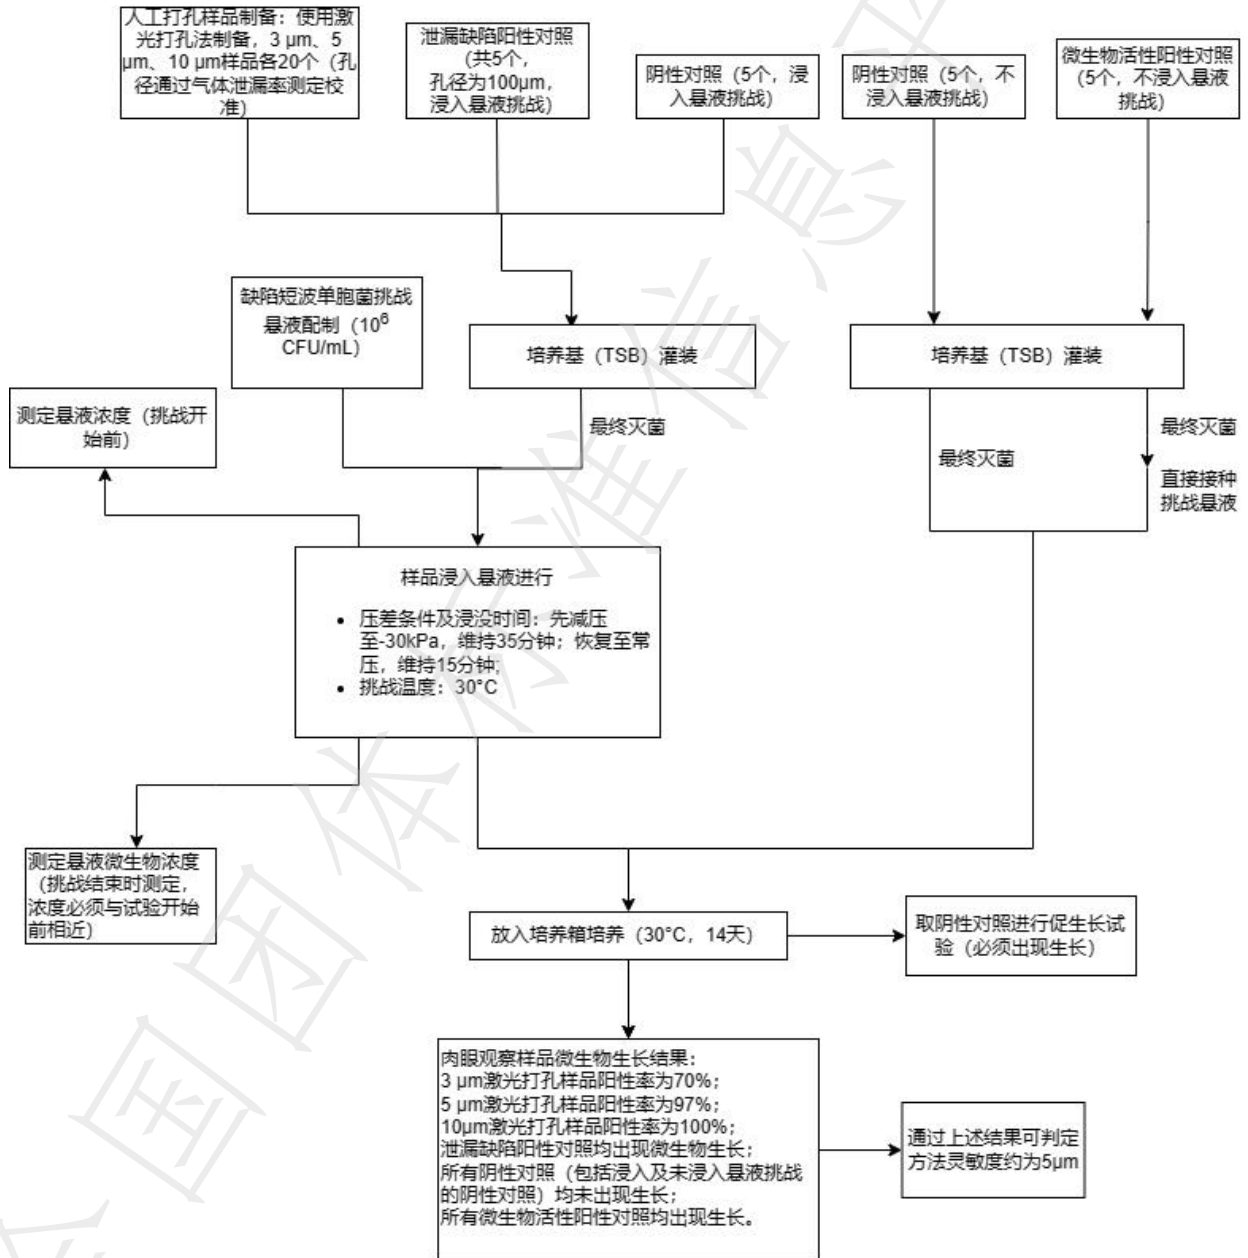 人工打孔样品制备：使用激
光打孔法制备，3 μm、5
μm、10 μm样品各20个（孔
径通过气体泄漏率测定校
准）
泄漏缺陷阳性对照
（共5个，
孔径为100μm，
浸入悬液挑战）
阴性对照（5个，浸
入悬液挑战）
阴性对照（5个，不
浸入悬液挑战）
微生物活性阳性对照
（5个，不浸入悬液
挑战）
缺陷短波单胞菌挑战
悬液配制（10⁶
CFU/mL）
培养基（TSB）灌装
培养基（TSB）灌装
测定悬液浓度（挑战开
始前）
最终灭菌
最终灭菌
最终灭菌
直接接种
挑战悬液
样品浸入悬液进行
• 压差条件及浸没时间：先减压
至-30kPa，维持35分钟；恢复至常
压，维持15分钟;
• 挑战温度：30°C
测定悬液微生物浓度
（挑战结束时测定，
浓度必须与试验开始
前相近）
放入培养箱培养（30°C，14天）
取阴性对照进行促生长试
验（必须出现生长）
肉眼观察样品微生物生长结果：
3 μm激光打孔样品阳性率为70%；
5 μm激光打孔样品阳性率为97%；
10μm激光打孔样品阳性率为100%；
泄漏缺陷阳性对照均出现微生物生长；
所有阴性对照（包括浸入及未浸入悬液挑战
的阴性对照）均未出现生长；
所有微生物活性阳性对照均出现生长。
通过上述结果可判定
方法灵敏度约为5μm
国团体标准信息平